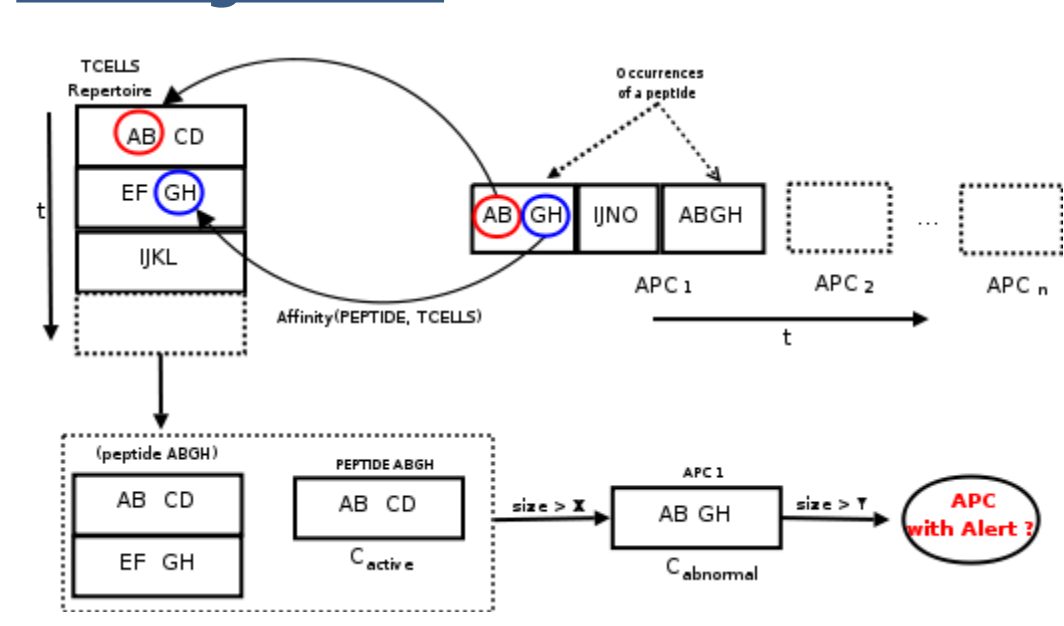 TCELLS
Repertoire
AB CD
EF GH
IJKL
t
Occurrences
of a peptide
AB GH IJNO ABGH
...
APC 1 APC 2 APC n
t
Affinity(PEPTIDE, TCELLS)
(peptide ABGH)
AB CD
EF GH
PEPTIDE ABGH
AB CD
C active
size > X
APC 1
AB GH
C abnormal
size > Y
APC
with Alert ?